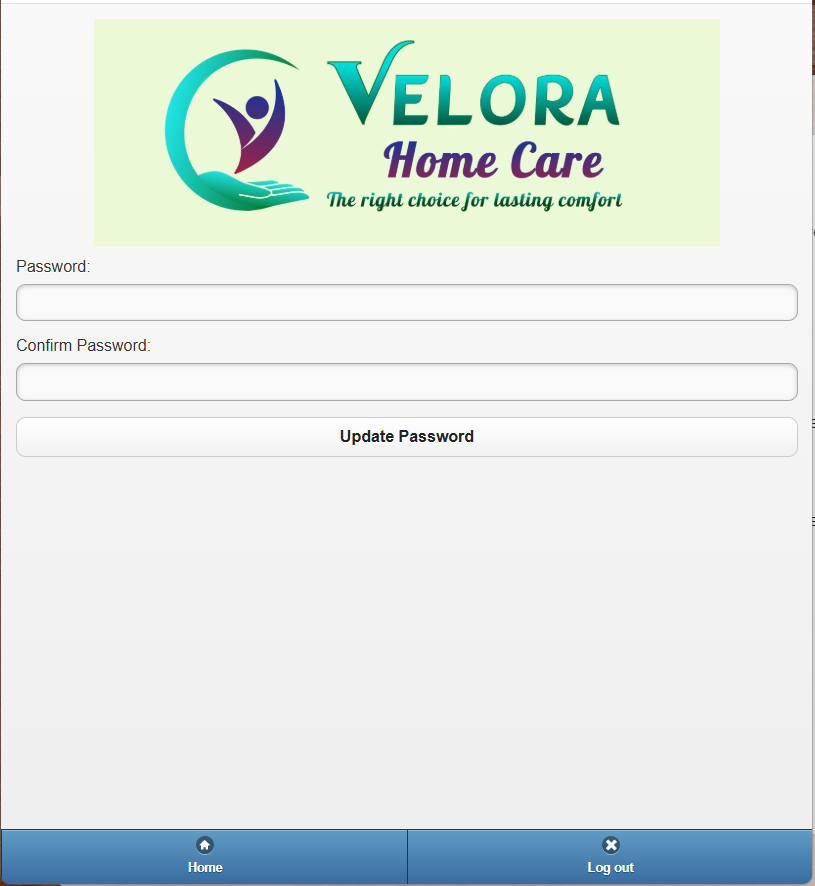 VELORA
Home Care
The right choice for lasting comfort
Password:
Confirm Password:
Update Password
Home
Log out